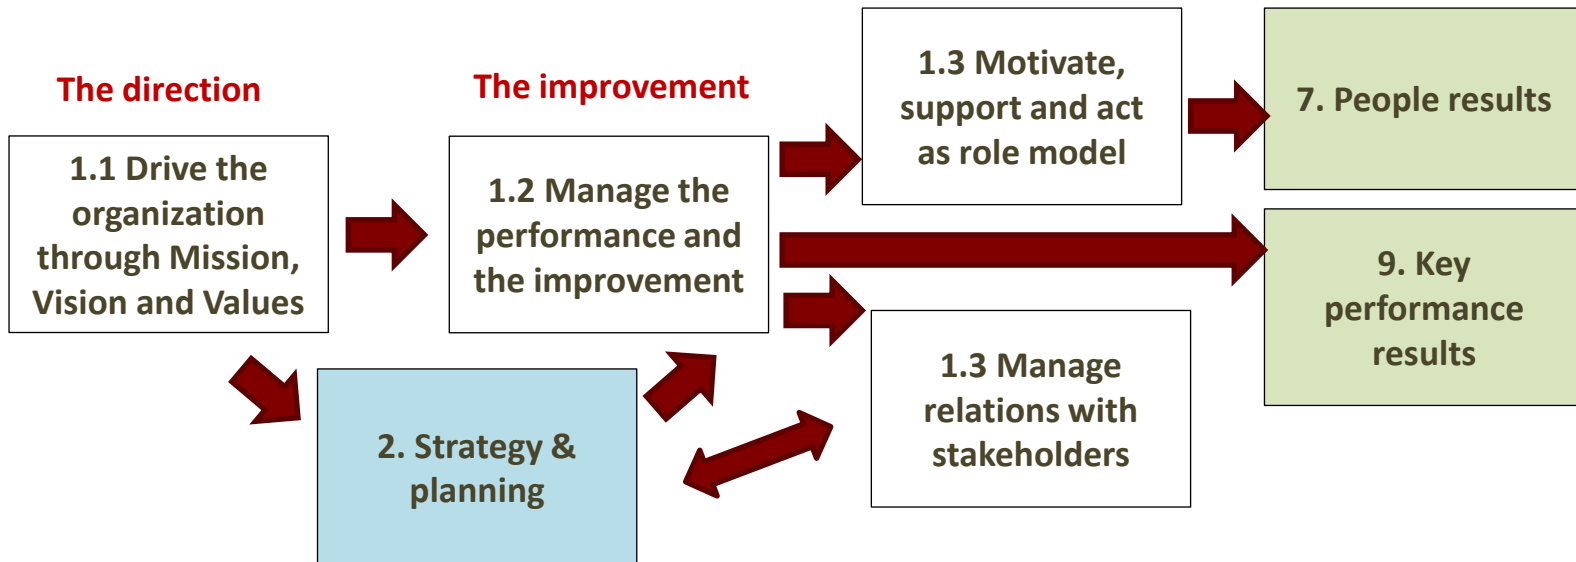 The direction
1.1 Drive the
organization
through Mission,
Vision and Values
The improvement
1.2 Manage the
performance and
the improvement
2. Strategy &
planning
1.3 Motivate,
support and act
as role model
1.3 Manage
relations with
stakeholders
7. People results
9. Key
performance
results